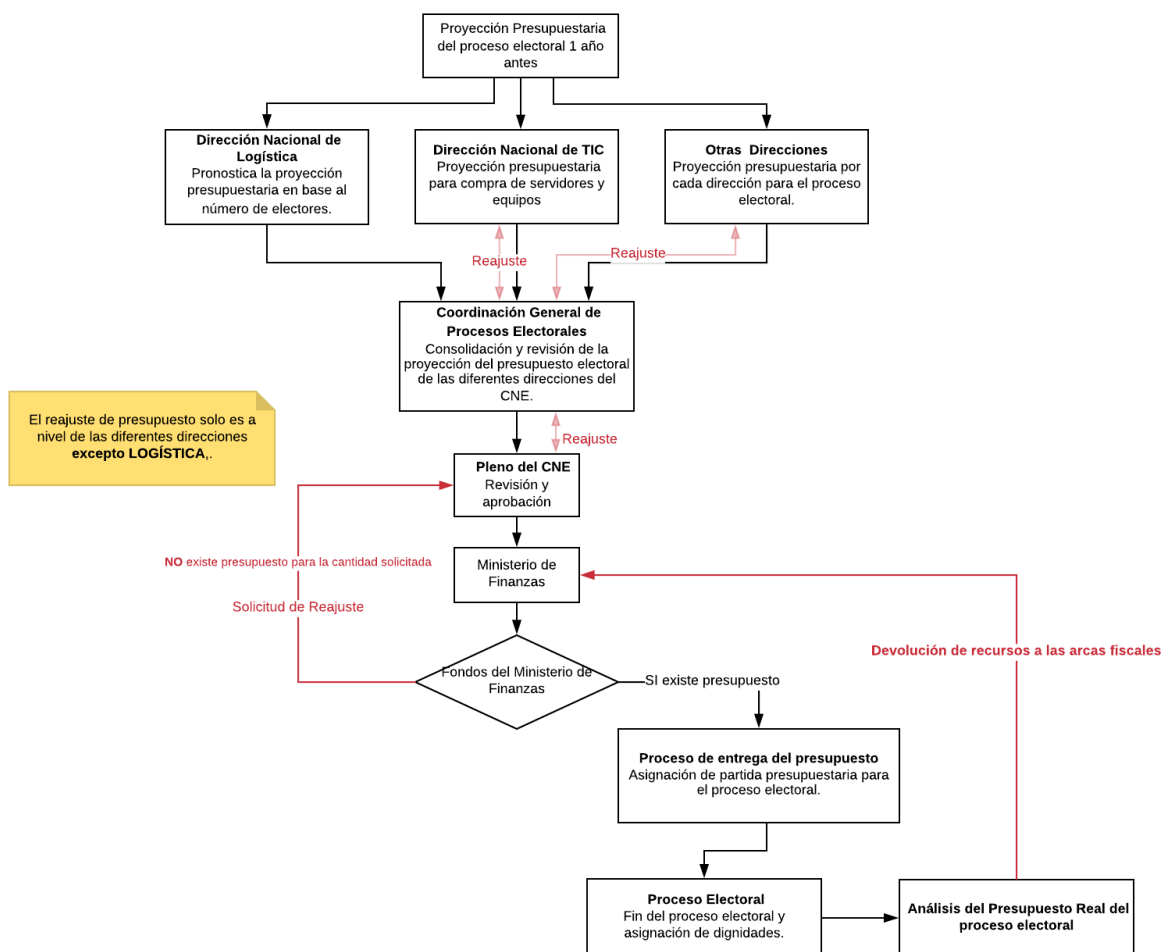 Proyección Presupuestaria
del proceso electoral 1 año
antes
Dirección Nacional de
Logística
Pronostica la proyección
presupuestaria en base al
número de electores.
Dirección Nacional de TIC
Proyección presupuestaria
para compra de servidores y
equipos
Otras Direcciones
Proyección presupuestaria por
cada dirección para el proceso
electoral.
Reajuste
Reajuste
Coordinación General de
Procesos Electorales
Consolidación y revisión de la
proyección del presupuesto electoral
de las diferentes direcciones del
CNE.
El reajuste de presupuesto solo es a
nivel de las diferentes direcciones
excepto LOGÍSTICA,.
Reajuste
Pleno del CNE
Revisión y
aprobación
NO existe presupuesto para la cantidad solicitada
Ministerio de
Finanzas
Solicitud de Reajuste
Devolución de recursos a las arcas fiscales
Fondos del Ministerio de
Finanzas
SI existe presupuesto
Proceso de entrega del presupuesto
Asignación de partida presupuestaria para
el proceso electoral.
Proceso Electoral
Fin del proceso electoral y
asignación de dignidades.
Análisis del Presupuesto Real del
proceso electoral